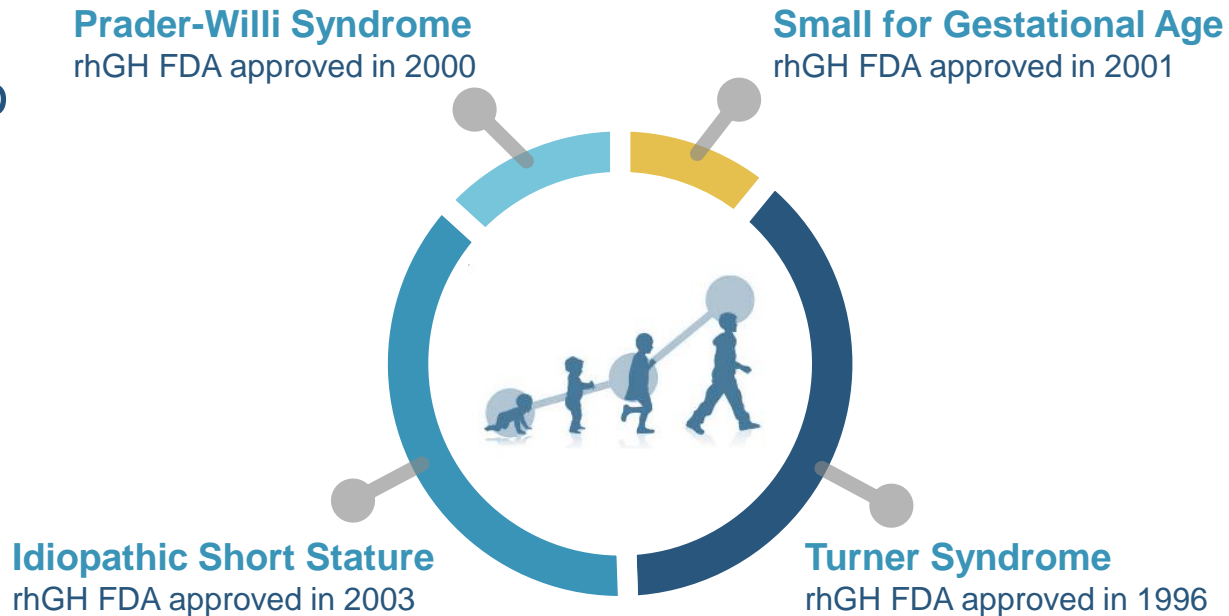 Prader-Willi Syndrome
rhGH FDA approved in 2000
Small for Gestational Age
rhGH FDA approved in 2001
Idiopathic Short Stature
rhGH FDA approved in 2003
Turner Syndrome
rhGH FDA approved in 1996